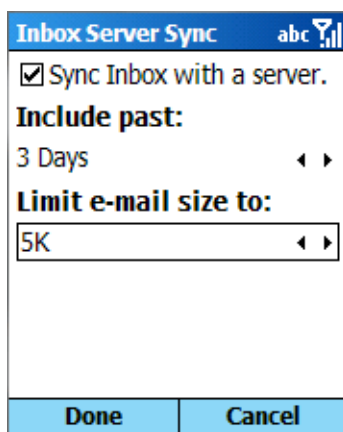 Inbox Server Sync abc
Sync Inbox with a server.
Include past:
3 Days
Limit e-mail size to:
5K
Done Cancel